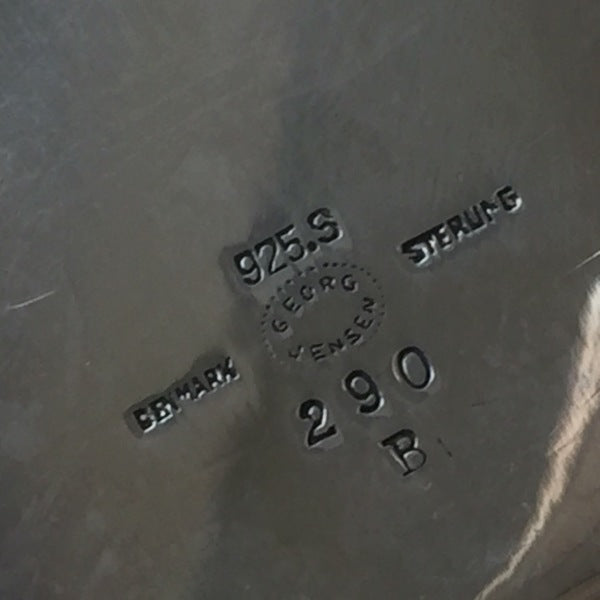 925.S
STERLING
GEORG
JENSEN
DENMARK
290
B